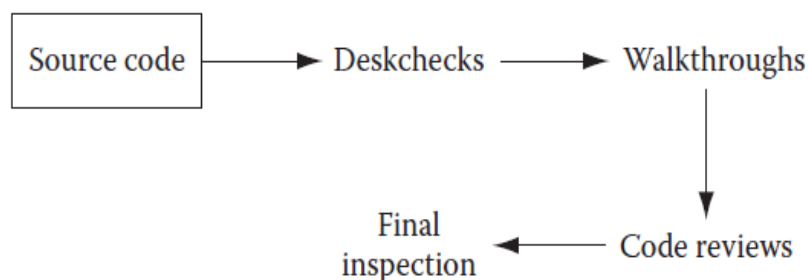 Source code
Deskchecks
Walkthroughs
Code reviews
Final
inspection